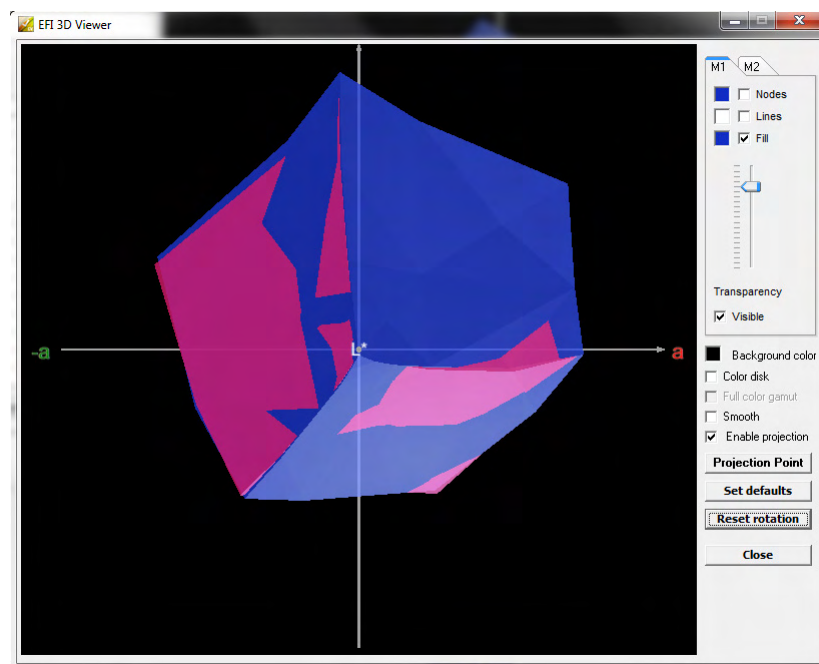 EFI 3D Viewer
M1 M2
Nodes
Lines
Fill
Transparency
Visible
Background color
Color disk
Full color gamut
Smooth
Enable projection
Projection Point
Set defaults
Reset rotation
Close
-a
L*
a